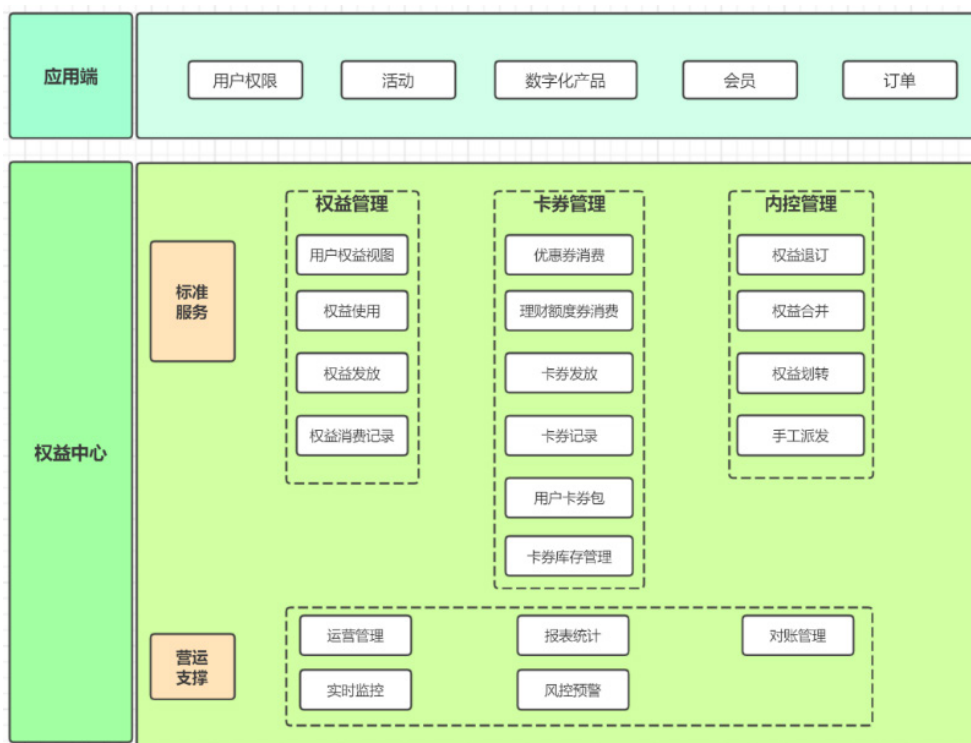 应用端
用户权限
活动
数字化产品
会员
订单
权益中心
标准
服务
权益管理
用户权益视图
权益使用
权益发放
权益消费记录
卡券管理
优惠券消费
理财额度券消费
卡券发放
卡券记录
用户卡券包
卡券库存管理
内控管理
权益退订
权益合并
权益划转
手工派发
营运
支撑
运营管理
报表统计
对账管理
实时监控
风控预警